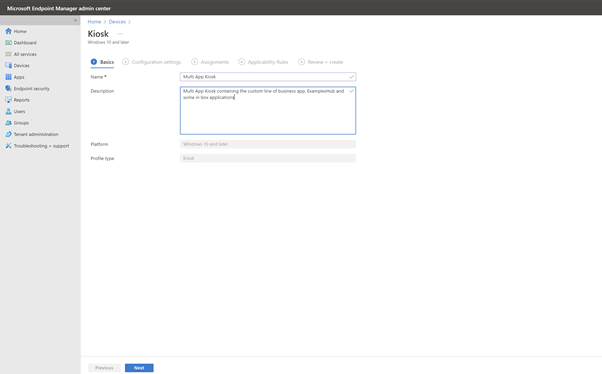 Microsoft Endpoint Manager admin center
«
Home > Devices >
Home
Kiosk ...
Dashboard
Windows 10 and later
All services
Devices
1 Basics 2 Configuration settings 3 Assignments 4 Applicability Rules 5 Review + create
Apps
Name * Multi App Kiosk
Endpoint security
Description Multi App Kiosk containing the custom line of business app, ExampleHub and
some in box applications
Reports
Users
Groups
Tenant administration
Platform Windows 10 and later
Troubleshooting + support
Profile type Kiosk
Previous Next